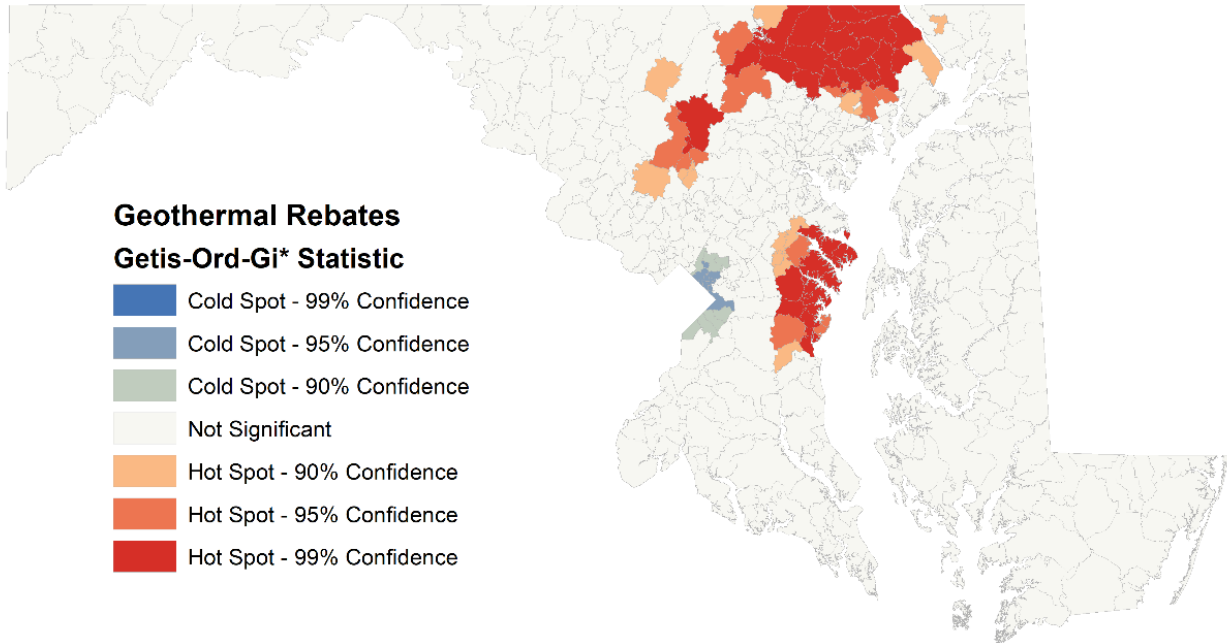 Geothermal Rebates
Getis-Ord-Gi* Statistic
Cold Spot - 99% Confidence
Cold Spot - 95% Confidence
Cold Spot - 90% Confidence
Not Significant
Hot Spot - 90% Confidence
Hot Spot - 95% Confidence
Hot Spot - 99% Confidence